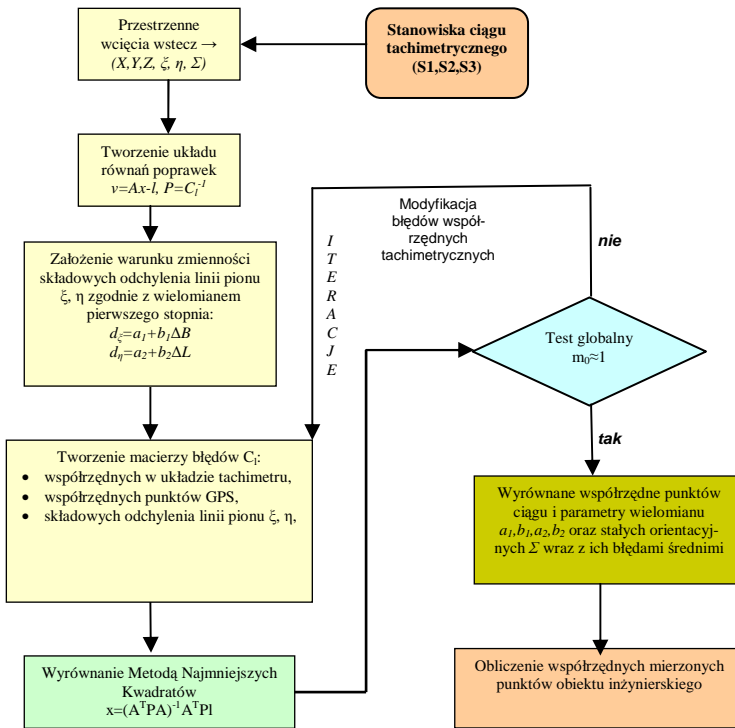 Przestrzenne
wcięcia wstecz →
(X,Y,Z, ξ, η, Σ)
Stanowiska ciągu
tachimetrycznego
(S1,S2,S3)
Tworzenie układu
równań poprawek
v=Ax-l, P=Cₗ⁻¹
Założenie warunku zmienności
składowych odchylenia linii pionu
ξ, η zgodnie z wielomianem
pierwszego stopnia:
d_ξ=a₁+b₁ΔB
d_η=a₂+b₂ΔL
Tworzenie macierzy błędów Cₗ:
• współrzędnych w układzie tachimetru,
• współrzędnych punktów GPS,
• składowych odchylenia linii pionu ξ, η,
Wyrównanie Metodą Najmniejszych
Kwadratów
x=(AᵀPA)⁻¹AᵀPl
I
T
E
R
A
C
J
E
Modyfikacja
błędów współ-
rzędnych
tachimetrycznych
nie
Test globalny
m₀≈1
tak
Wyrównane współrzędne punktów
ciągu i parametry wielomianu
a₁,b₁,a₂,b₂ oraz stałych orientacyj-
nych Σ wraz z ich błędami średnimi
Obliczenie współrzędnych mierzonych
punktów obiektu inżynierskiego